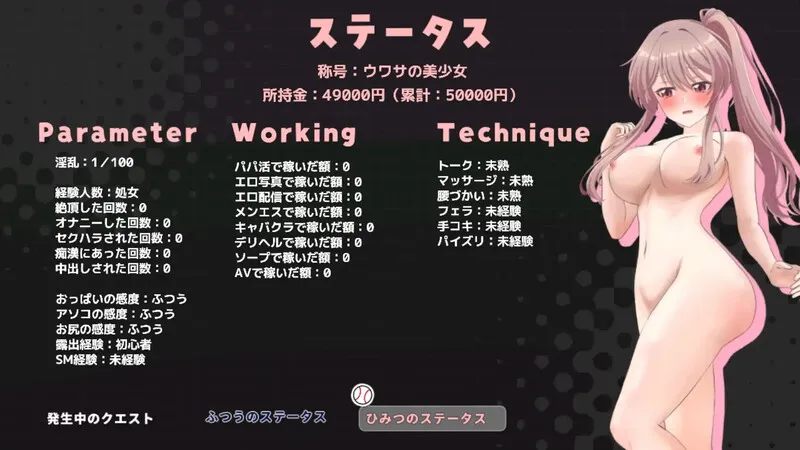 ステータス
称号：ウワサの美少女
所持金：49000円（累計：50000円）
Parameter
淫乱：1／100
経験人数：処女
絶頂した回数：0
オナニーした回数：0
セクハラされた回数：0
痴漢にあった回数：0
中出しされた回数：0
おっぱいの感度：ふつう
アソコの感度：ふつう
お尻の感度：ふつう
露出経験：初心者
SM経験：未経験
Working
パパ活で稼いだ額：0
エロ写真で稼いだ額：0
エロ配信で稼いだ額：0
メンエスで稼いだ額：0
キャバクラで稼いだ額：0
デリヘルで稼いだ額：0
ソープで稼いだ額：0
AVで稼いだ額：0
Technique
トーク：未熟
マッサージ：未熟
腰づかい：未熟
フェラ：未経験
手コキ：未経験
パイズリ：未経験
発生中のクエスト
ふつうのステータス
ひみつのステータス